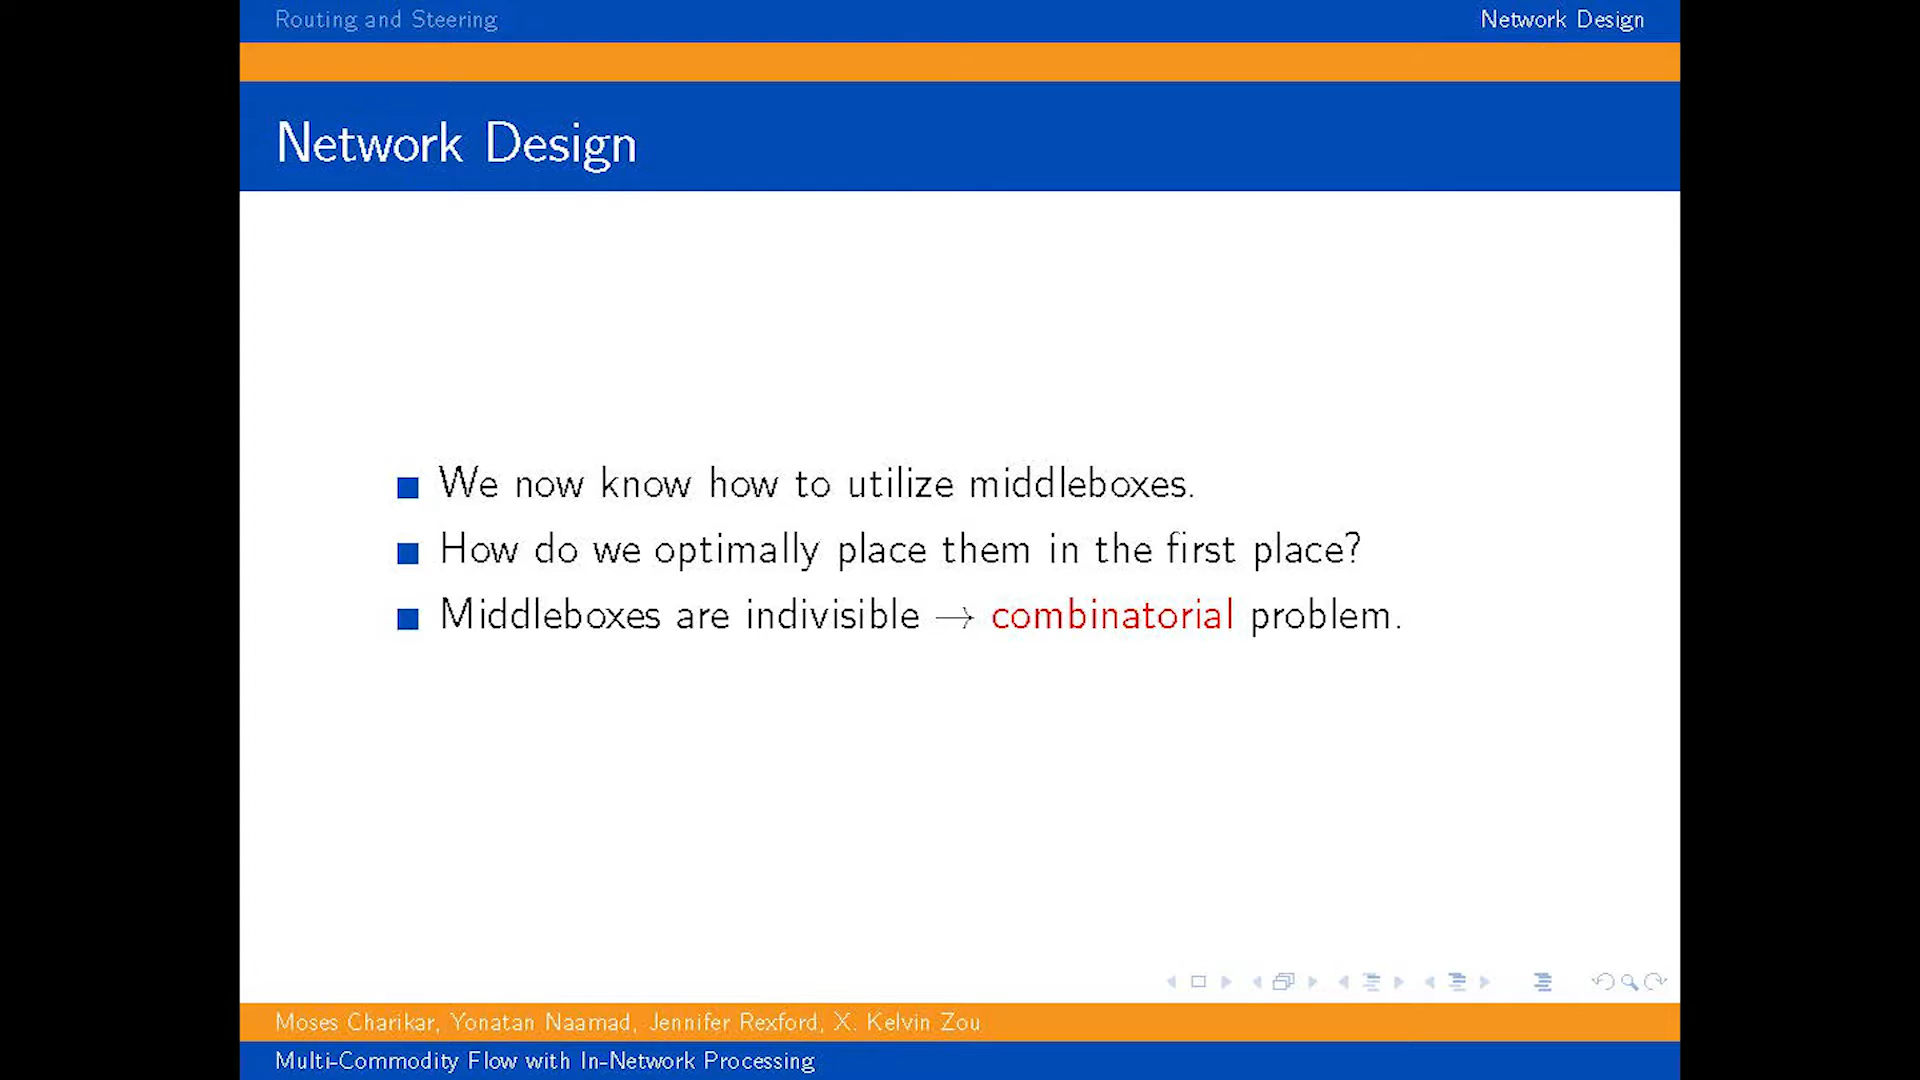 Routing and Steering
Network Design
Network Design
We now know how to utilize middleboxes.
How do we optimally place them in the first place?
Middleboxes are indivisible → combinatorial problem.
Moses Charikar, Yonatan Naamad, Jennifer Rexford, X. Kelvin Zou
Multi-Commodity Flow with In-Network Processing